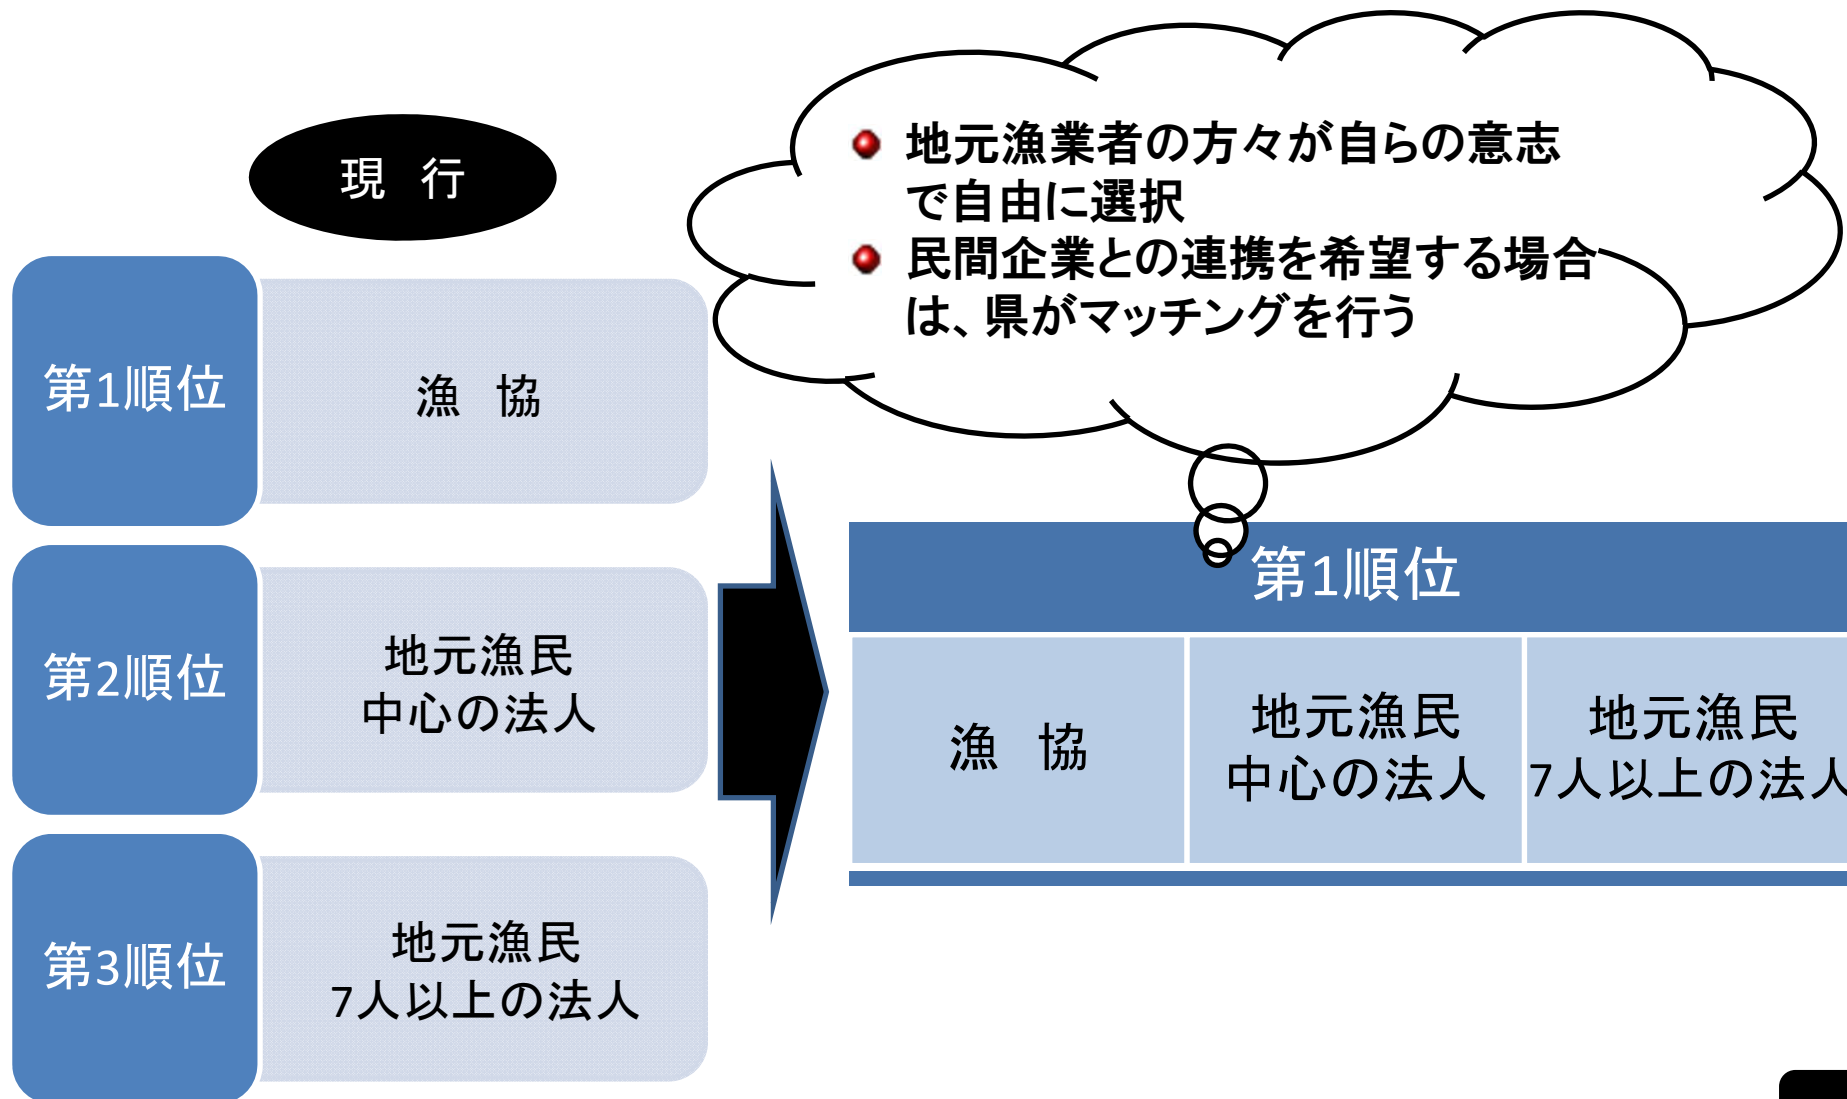 現 行
第1順位
漁 協
第2順位
地元漁民
中心の法人
第3順位
地元漁民
7人以上の法人
地元漁業者の方々が自らの意志
で自由に選択
民間企業との連携を希望する場合
は、県がマッチングを行う
第1順位
漁 協
地元漁民
中心の法人
地元漁民
7人以上の法人